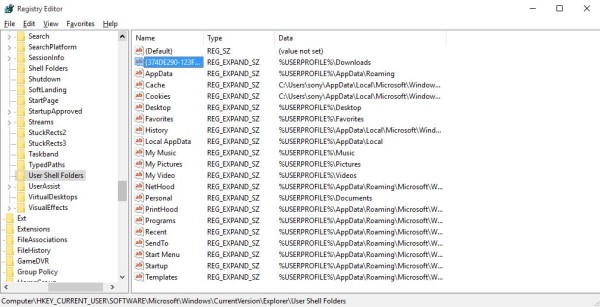 Registry Editor
File Edit View Favorites Help
Search
SearchPlatform
SessionInfo
Shell Folders
Shutdown
SoftLanding
StartPage
StartupApproved
Streams
StuckRects2
StuckRects3
Taskband
TypedPaths
User Shell Folders
UserAssist
VirtualDesktops
VisualEffects
Ext
Extensions
FileAssociations
FileHistory
GameDVR
Group Policy
HomeGroup
Name Type Data
(Default) REG_SZ (value not set)
{374DE290-123F... REG_EXPAND_SZ %USERPROFILE%\Downloads
AppData REG_EXPAND_SZ %USERPROFILE%\AppData\Roaming
Cache REG_EXPAND_SZ C:\Users\sony\AppData\Local\Microsoft\Window...
Cookies REG_EXPAND_SZ C:\Users\sony\AppData\Local\Microsoft\Window...
Desktop REG_EXPAND_SZ %USERPROFILE%\Desktop
Favorites REG_EXPAND_SZ %USERPROFILE%\Favorites
History REG_EXPAND_SZ %USERPROFILE%\AppData\Local\Microsoft\Windo...
Local AppData REG_EXPAND_SZ %USERPROFILE%\AppData\Local
My Music REG_EXPAND_SZ %USERPROFILE%\Music
My Pictures REG_EXPAND_SZ %USERPROFILE%\Pictures
My Video REG_EXPAND_SZ %USERPROFILE%\Videos
NetHood REG_EXPAND_SZ %USERPROFILE%\AppData\Roaming\Microsoft\W...
Personal REG_EXPAND_SZ %USERPROFILE%\Documents
PrintHood REG_EXPAND_SZ %USERPROFILE%\AppData\Roaming\Microsoft\W...
Programs REG_EXPAND_SZ %USERPROFILE%\AppData\Roaming\Microsoft\W...
Recent REG_EXPAND_SZ %USERPROFILE%\AppData\Roaming\Microsoft\W...
SendTo REG_EXPAND_SZ %USERPROFILE%\AppData\Roaming\Microsoft\W...
Start Menu REG_EXPAND_SZ %USERPROFILE%\AppData\Roaming\Microsoft\W...
Startup REG_EXPAND_SZ %USERPROFILE%\AppData\Roaming\Microsoft\W...
Templates REG_EXPAND_SZ %USERPROFILE%\AppData\Roaming\Microsoft\W...
Computer\HKEY_CURRENT_USER\SOFTWARE\Microsoft\Windows\CurrentVersion\Explorer\User Shell Folders